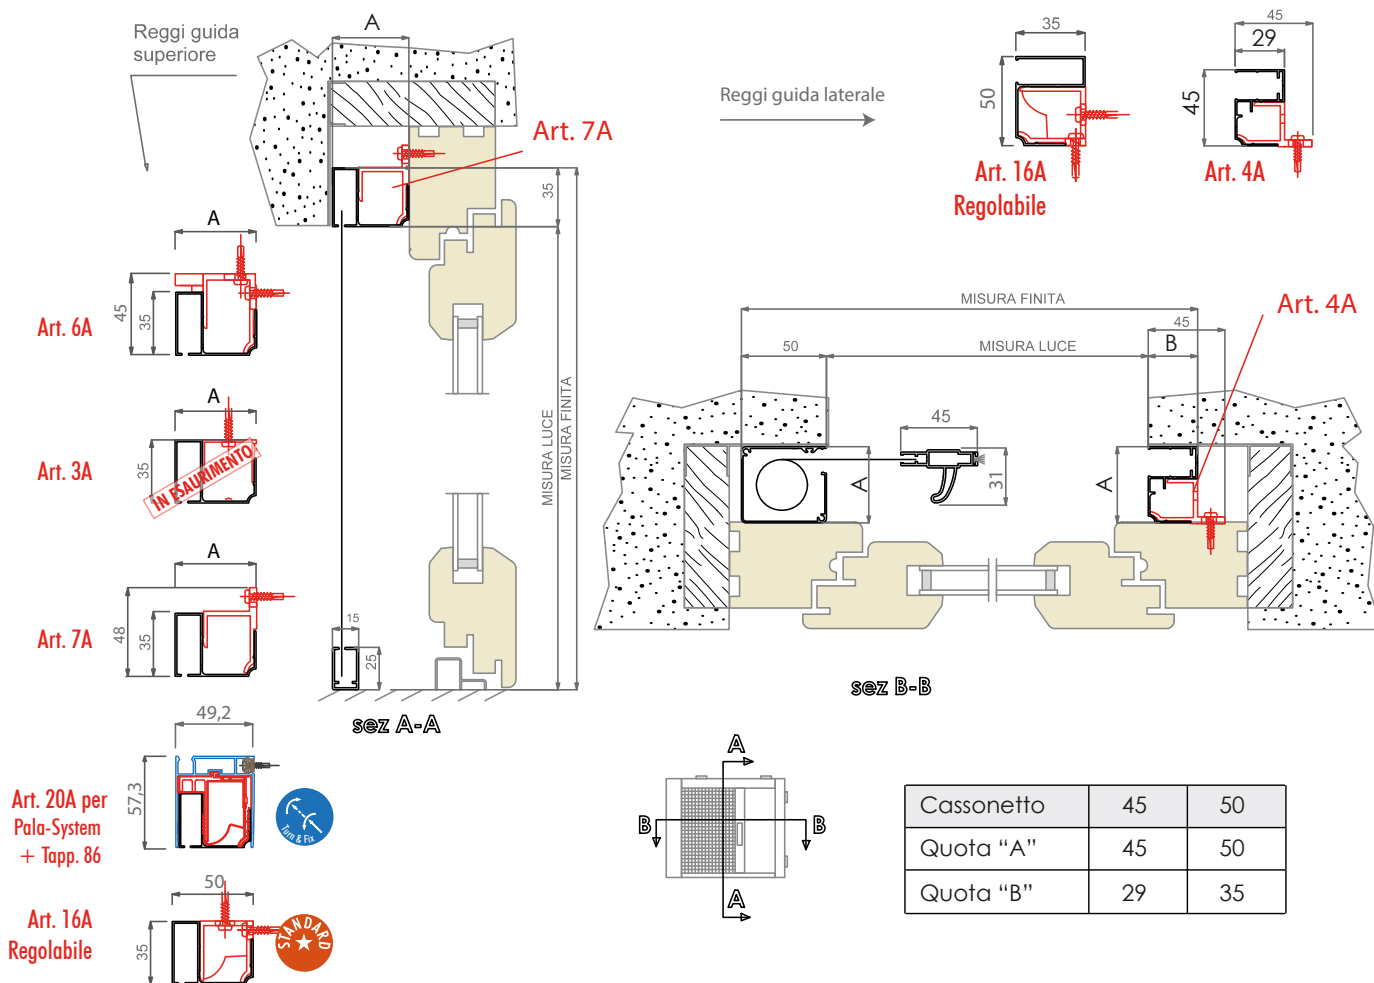 Reggi guida
superiore
A
Art. 7A
35
MISURA LUCE
MISURA FINITA
15
25
sez A-A
Reggi guida laterale
35
50
Art. 16A
Regolabile
45
29
45
Art. 4A
A
45
35
Art. 6A
A
35
Art. 3A
IN ESAURIMENTO
A
48
35
Art. 7A
49,2
57,3
Art. 20A per
Pala-System
+ Tapp. 86
Turn & Fix
50
35
Art. 16A
Regolabile
STANDARD
MISURA FINITA
50
MISURA LUCE
45
B
Art. 4A
A
45
31
A
sez B-B
A
B
B
A
Cassonetto 45 50
Quota “A” 45 50
Quota “B” 29 35